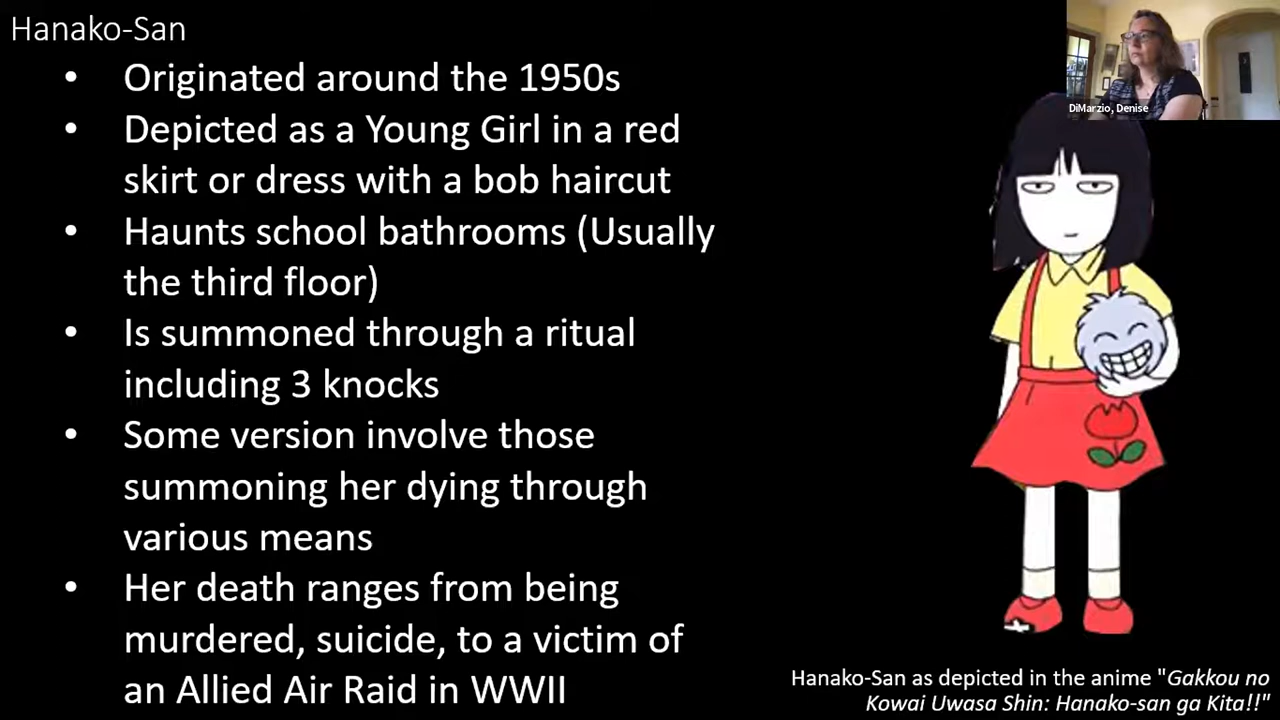 Hanako-San
• Originated around the 1950s
• Depicted as a Young Girl in a red
skirt or dress with a bob haircut
• Haunts school bathrooms (Usually
the third floor)
• Is summoned through a ritual
including 3 knocks
• Some version involve those
summoning her dying through
various means
• Her death ranges from being
murdered, suicide, to a victim of
an Allied Air Raid in WWII
DiMarzio, Denise
Hanako-San as depicted in the anime "Gakkou no
Kowai Uwasa Shin: Hanako-san ga Kita!!"